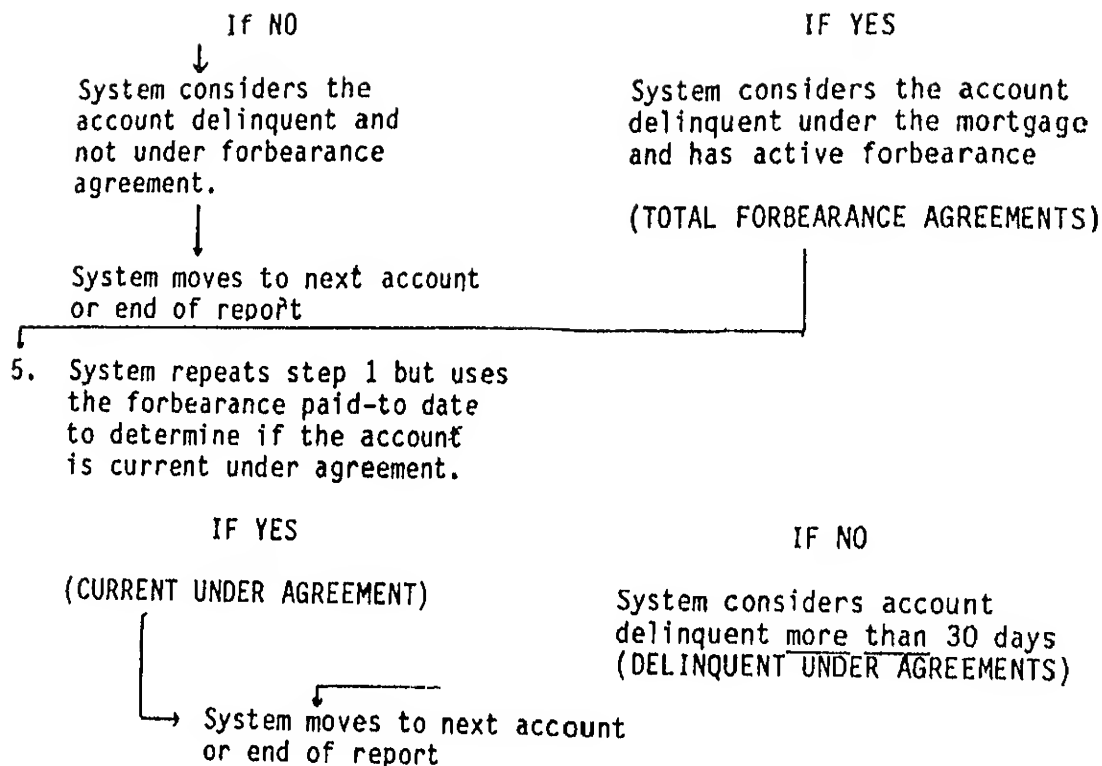 If NO
System considers the
account delinquent and
not under forbearance
agreement.
System moves to next account
or end of report
IF YES
System considers the account
delinquent under the mortgage
and has active forbearance
(TOTAL FORBEARANCE AGREEMENTS)
5. System repeats step 1 but uses
the forbearance paid-to date
to determine if the account
is current under agreement.
IF YES
(CURRENT UNDER AGREEMENT)
IF NO
System considers account
delinquent more than 30 days
(DELINQUENT UNDER AGREEMENTS)
System moves to next account
or end of report